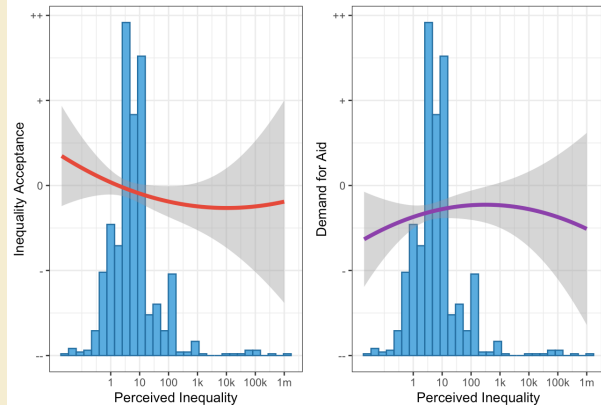 ++
+
0
-
--
Inequality Acceptance
1 10 100 1k 10k 100k 1m
Perceived Inequality
++
+
0
-
--
Demand for Aid
1 10 100 1k 10k 100k 1m
Perceived Inequality